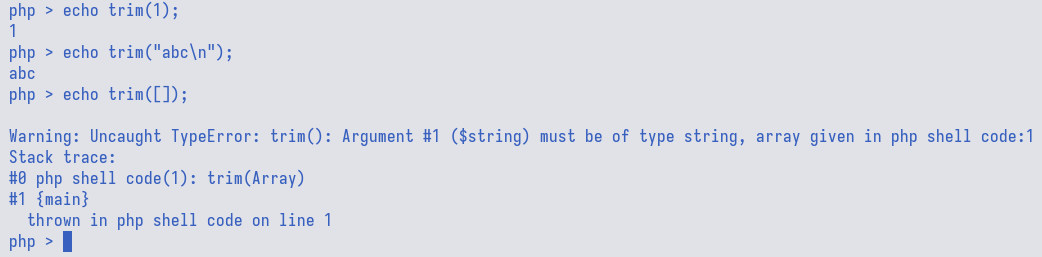 php > echo trim(1);
1
php > echo trim("abc\n");
abc
php > echo trim([]);
Warning: Uncaught TypeError: trim(): Argument #1 ($string) must be of type string, array given in php shell code:1
Stack trace:
#0 php shell code(1): trim(Array)
#1 {main}
  thrown in php shell code on line 1
php >